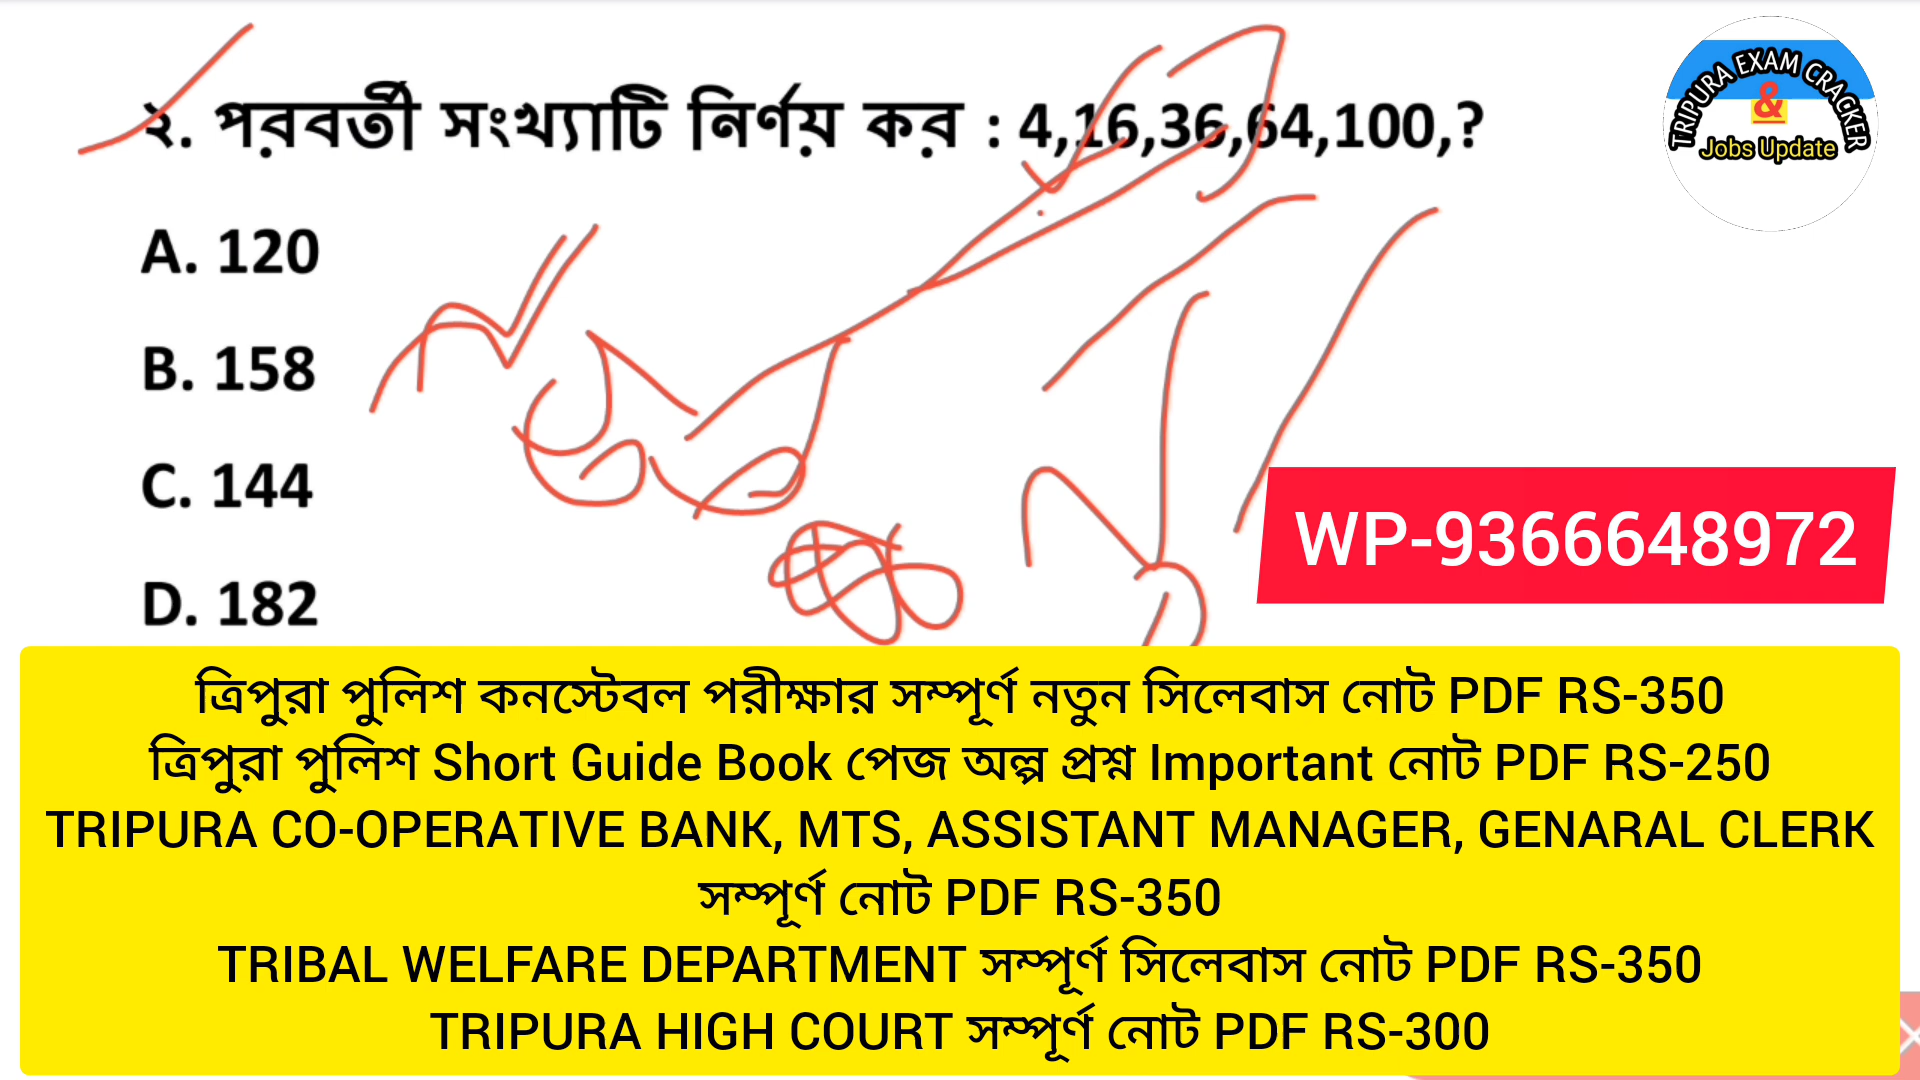 ২. পরবর্তী সংখ্যাটি নির্ণয় কর : 4,16,36,64,100,?
TRIPURA EXAM CRACKER
&
Jobs Update
A. 120
B. 158
C. 144
D. 182
WP-9366648972
ত্রিপুরা পুলিশ কনস্টেবল পরীক্ষার সম্পূর্ণ নতুন সিলেবাস নোট PDF RS-350
ত্রিপুরা পুলিশ Short Guide Book পেজ অল্প প্রশ্ন Important নোট PDF RS-250
TRIPURA CO-OPERATIVE BANK, MTS, ASSISTANT MANAGER, GENARAL CLERK
সম্পূর্ণ নোট PDF RS-350
TRIBAL WELFARE DEPARTMENT সম্পূর্ণ সিলেবাস নোট PDF RS-350
TRIPURA HIGH COURT সম্পূর্ণ নোট PDF RS-300